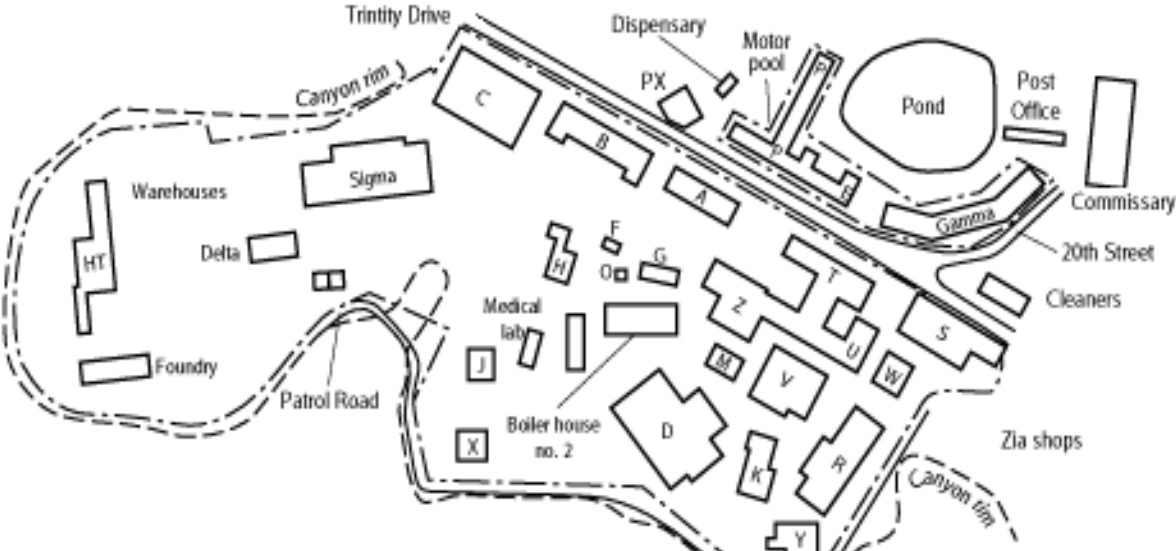 Trintity Drive
Dispensary
Motor
pool
PX
P
Canyon rim
C
Pond
Post
Office
B
P
Sigma
E
Warehouses
A
Gamma
Commissary
HT
Delta
F
G
H
O
T
20th Street
Cleaners
Medical
lab
Z
S
U
J
M
V
W
Foundry
Patrol Road
Boiler house
no. 2
D
X
K
R
Zia shops
Canyon rim
Y